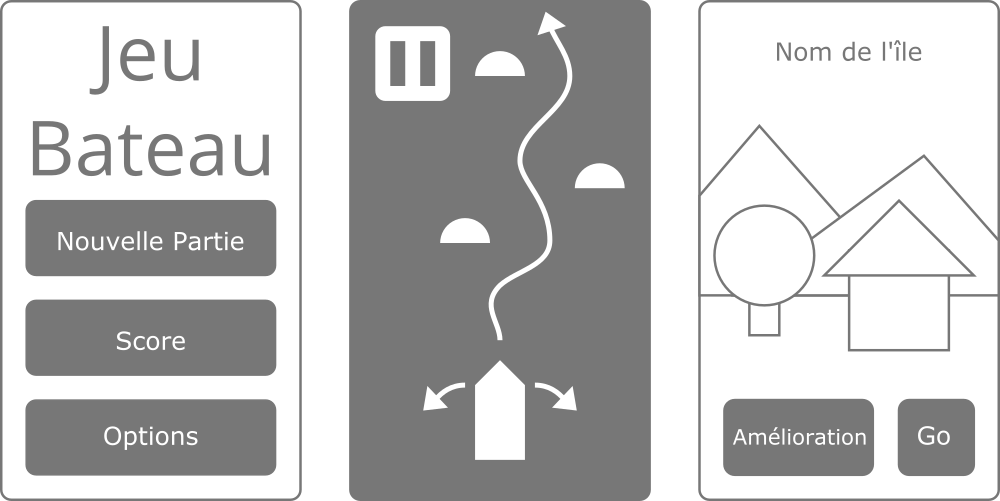 Jeu
Bateau
Nouvelle Partie
Score
Options
Nom de l'île
Amélioration
Go